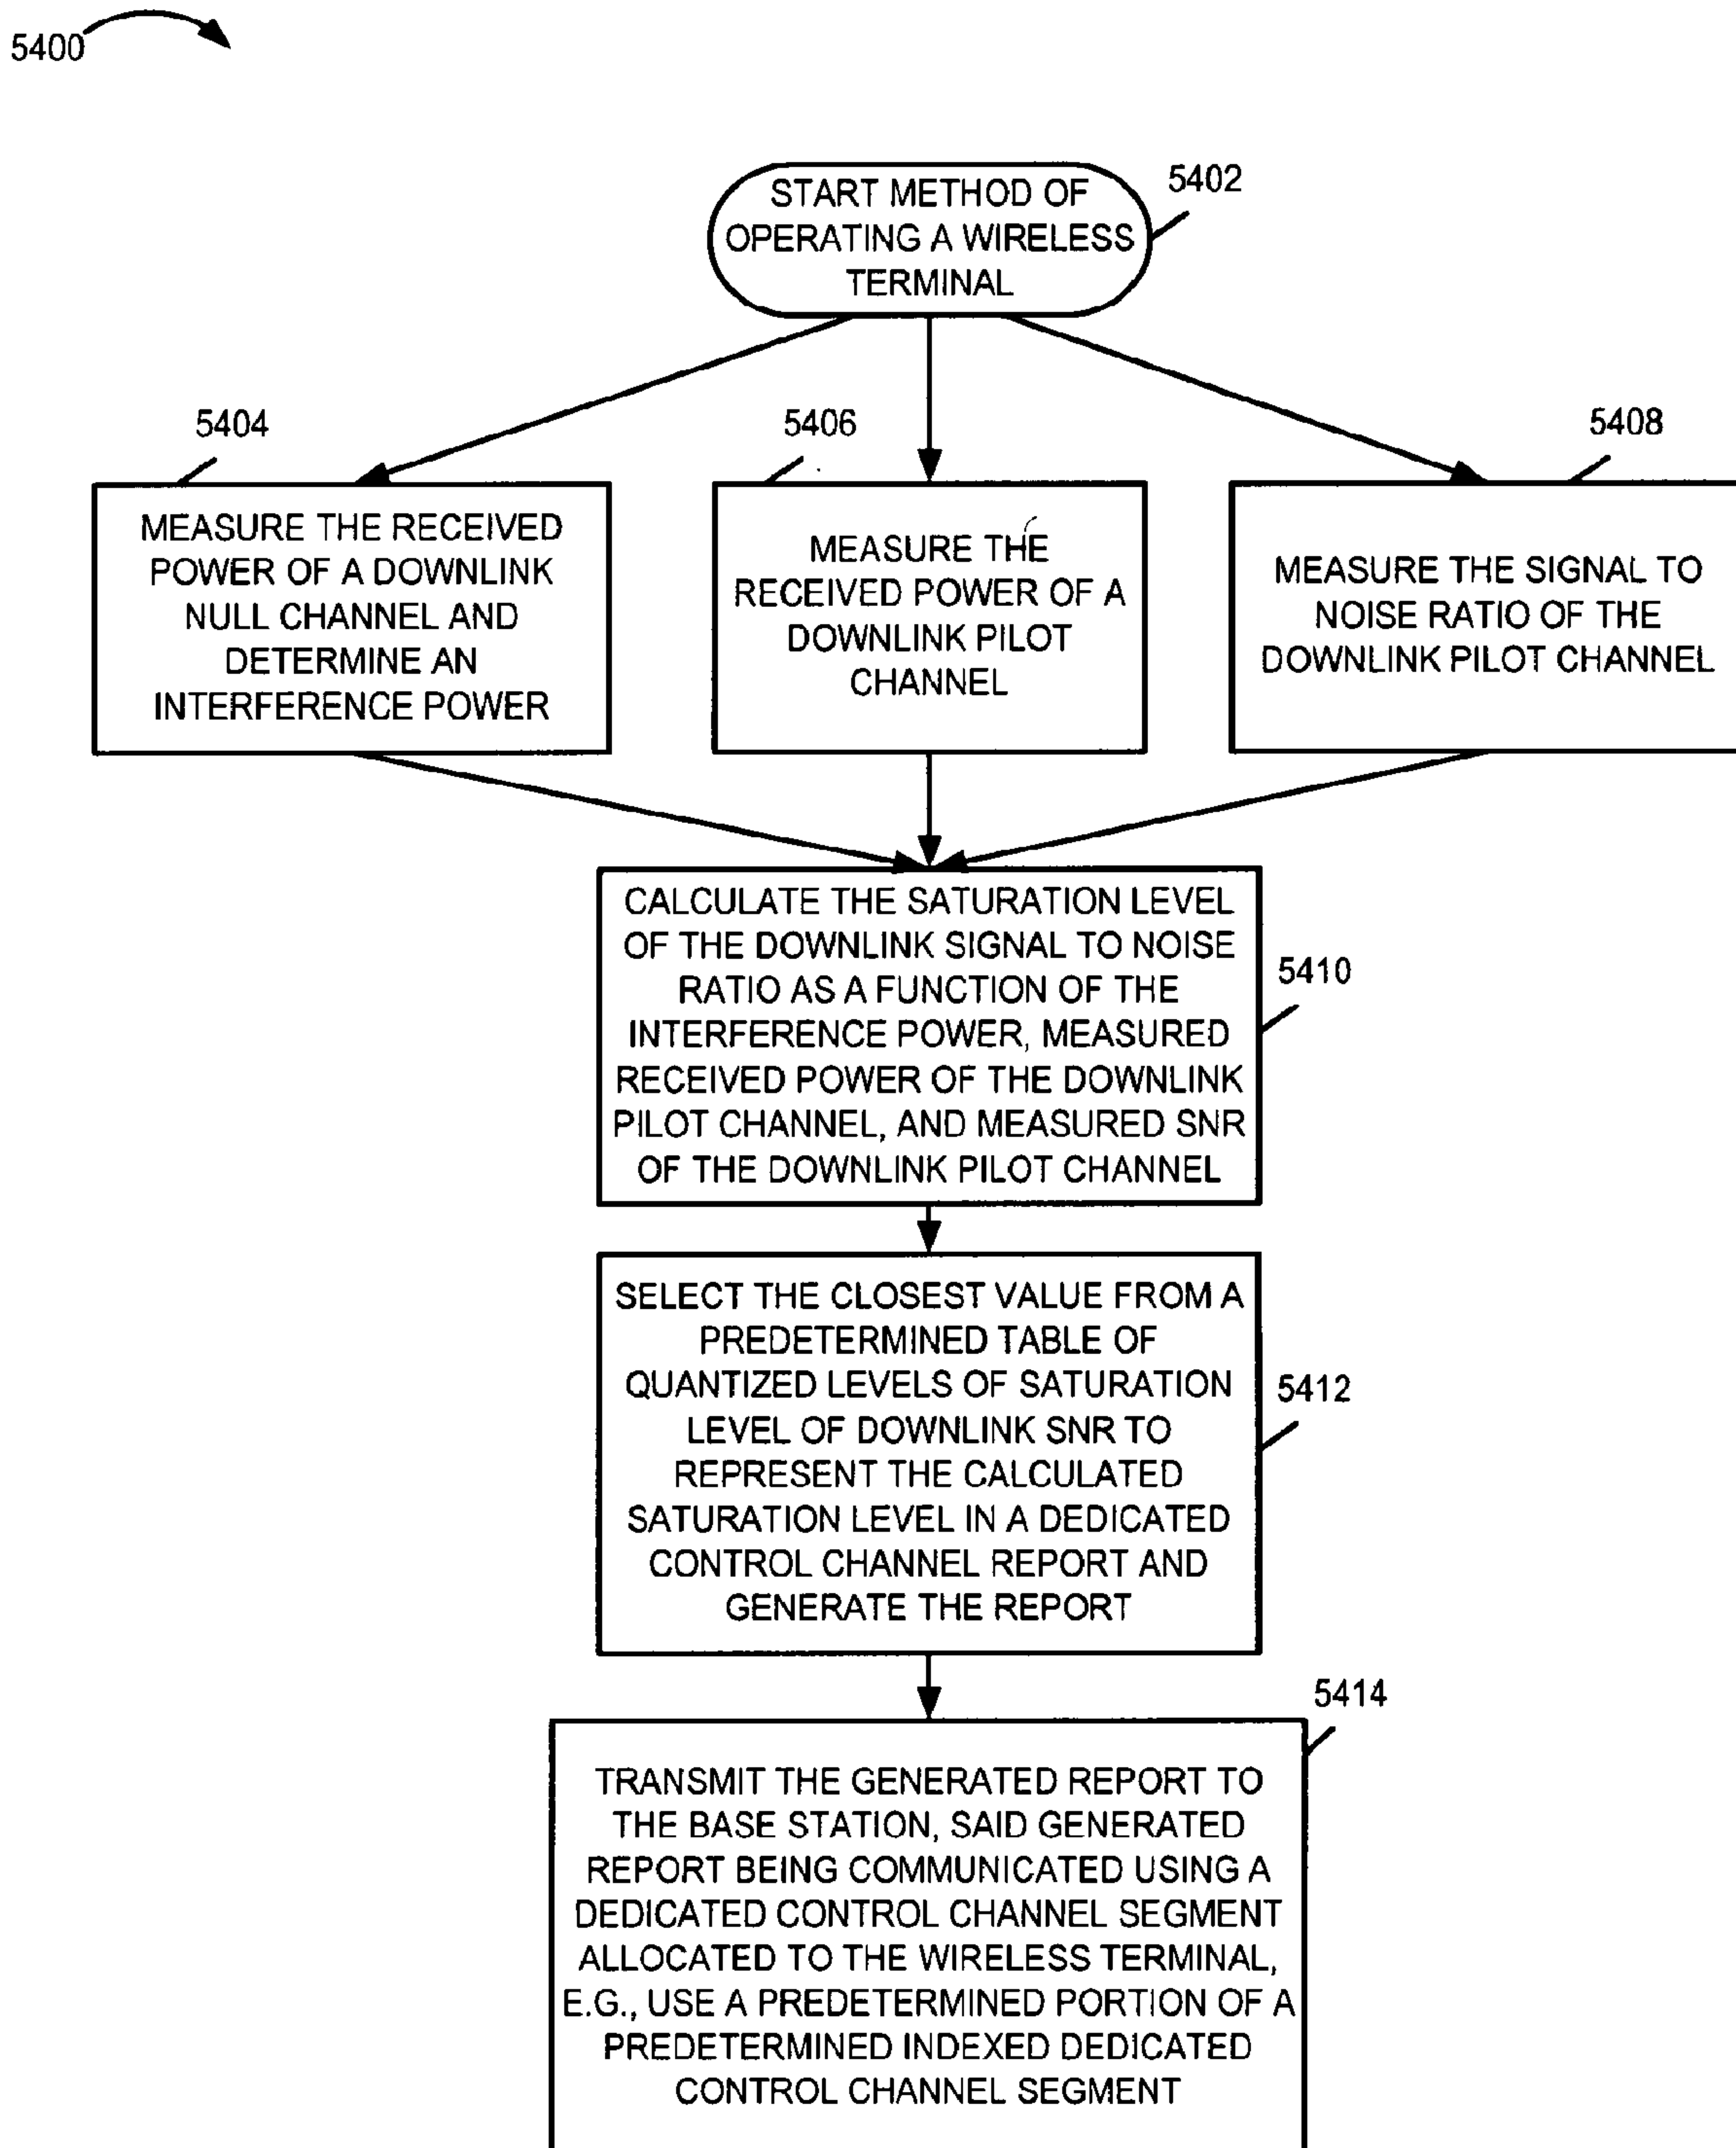 5400
START METHOD OF
OPERATING A WIRELESS
TERMINAL
5402
5404
MEASURE THE RECEIVED
POWER OF A DOWNLINK
NULL CHANNEL AND
DETERMINE AN
INTERFERENCE POWER
5406
MEASURE THE
RECEIVED POWER OF A
DOWNLINK PILOT
CHANNEL
5408
MEASURE THE SIGNAL TO
NOISE RATIO OF THE
DOWNLINK PILOT CHANNEL
CALCULATE THE SATURATION LEVEL
OF THE DOWNLINK SIGNAL TO NOISE
RATIO AS A FUNCTION OF THE
INTERFERENCE POWER, MEASURED
RECEIVED POWER OF THE DOWNLINK
PILOT CHANNEL, AND MEASURED SNR
OF THE DOWNLINK PILOT CHANNEL
5410
SELECT THE CLOSEST VALUE FROM A
PREDETERMINED TABLE OF
QUANTIZED LEVELS OF SATURATION
LEVEL OF DOWNLINK SNR TO
REPRESENT THE CALCULATED
SATURATION LEVEL IN A DEDICATED
CONTROL CHANNEL REPORT AND
GENERATE THE REPORT
5412
5414
TRANSMIT THE GENERATED REPORT TO
THE BASE STATION, SAID GENERATED
REPORT BEING COMMUNICATED USING A
DEDICATED CONTROL CHANNEL SEGMENT
ALLOCATED TO THE WIRELESS TERMINAL,
E.G., USE A PREDETERMINED PORTION OF A
PREDETERMINED INDEXED DEDICATED
CONTROL CHANNEL SEGMENT